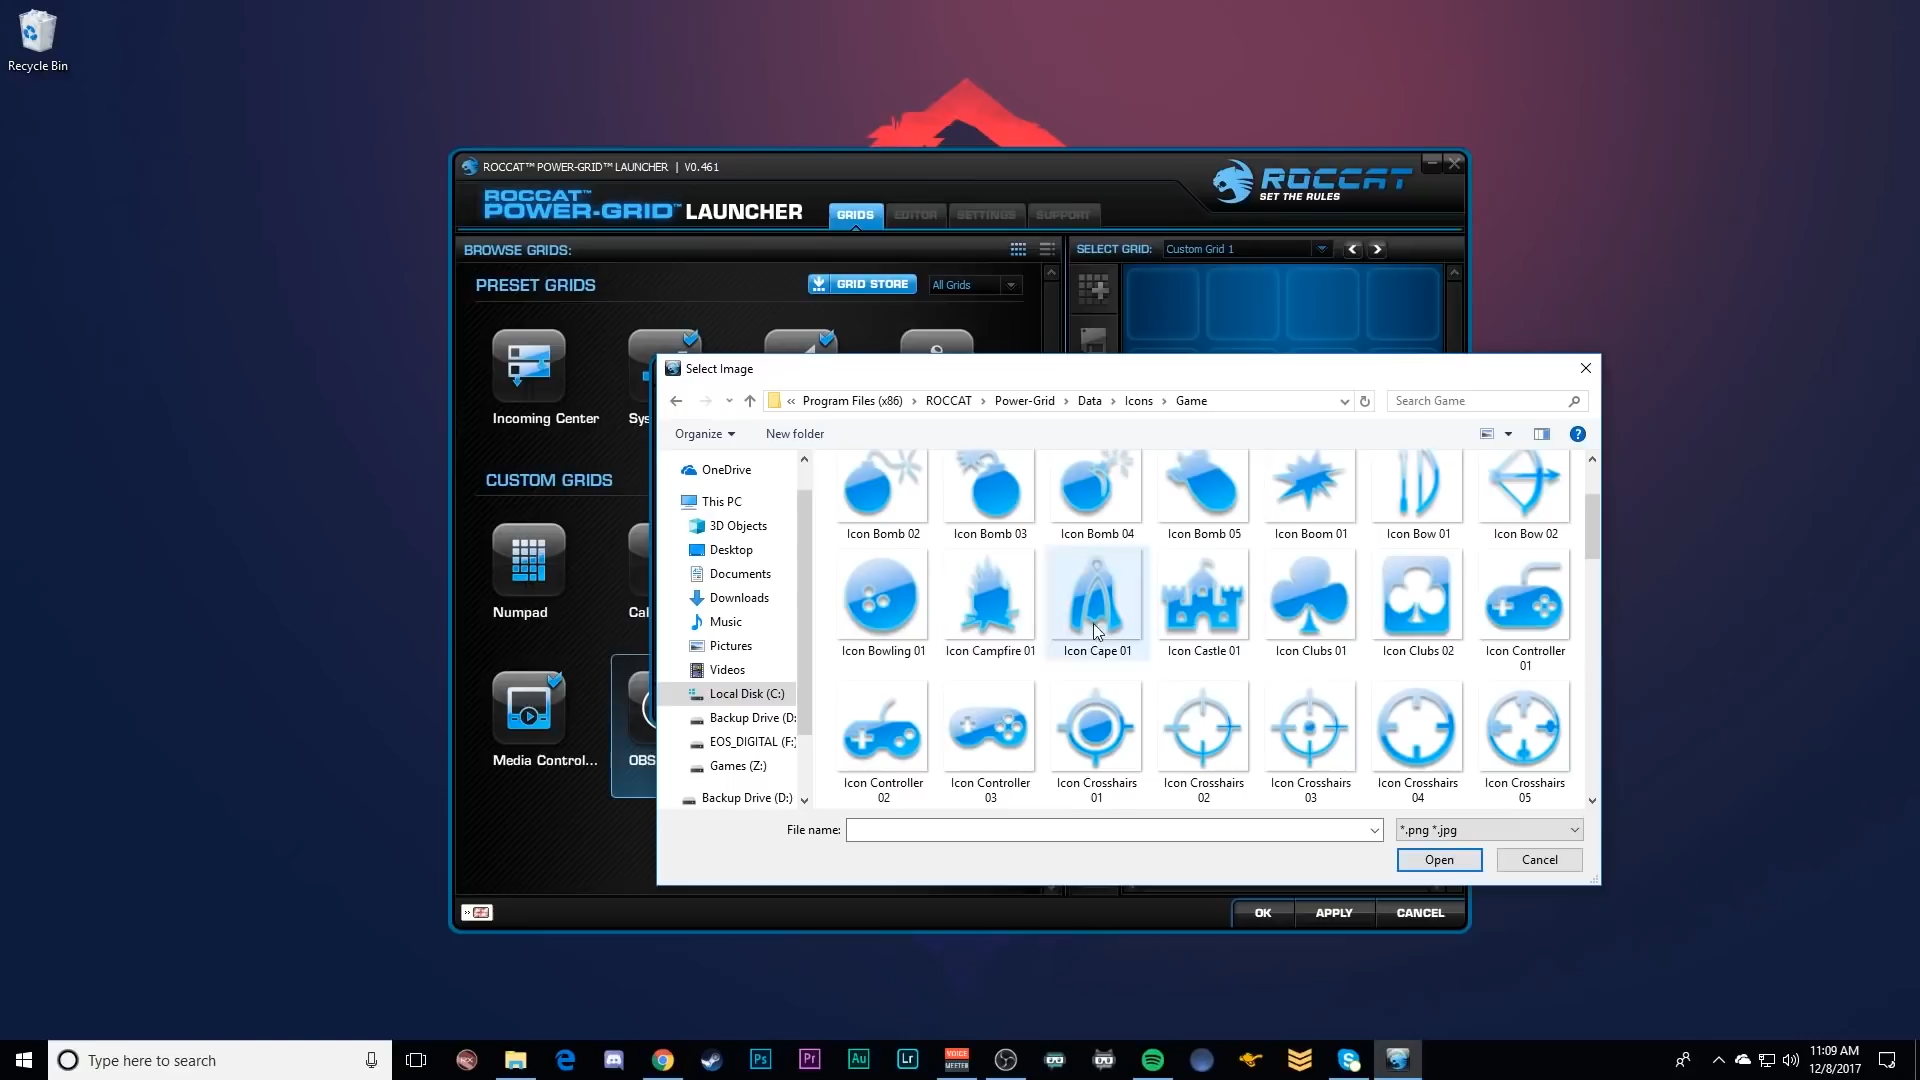 Recycle Bin
ROCCAT™ POWER-GRID™ LAUNCHER | V0.461
ROCCAT™
POWER-GRID™ LAUNCHER
GRIDS
EDITOR
SETTINGS
SUPPORT
ROCCAT
SET THE RULES
BROWSE GRIDS:
SELECT GRID:
Custom Grid 1
PRESET GRIDS
GRID STORE
All Grids
Incoming Center
Sys
CUSTOM GRIDS
Numpad
Cal
Media Control...
OBS
Select Image
« Program Files (x86) › ROCCAT › Power-Grid › Data › Icons › Game
Search Game
Organize
New folder
OneDrive
This PC
3D Objects
Desktop
Documents
Downloads
Music
Pictures
Videos
Local Disk (C:)
Backup Drive (D:
EOS_DIGITAL (F:)
Games (Z:)
Backup Drive (D:)
Icon Bomb 02
Icon Bomb 03
Icon Bomb 04
Icon Bomb 05
Icon Boom 01
Icon Bow 01
Icon Bow 02
Icon Bowling 01
Icon Campfire 01
Icon Cape 01
Icon Castle 01
Icon Clubs 01
Icon Clubs 02
Icon Controller
01
Icon Controller
02
Icon Controller
03
Icon Crosshairs
01
Icon Crosshairs
02
Icon Crosshairs
03
Icon Crosshairs
04
Icon Crosshairs
05
File name:
*.png *.jpg
Open
Cancel
OK
APPLY
CANCEL
Type here to search
Ps
Pr
Au
Lr
VOICE
MEETER
11:09 AM
12/8/2017